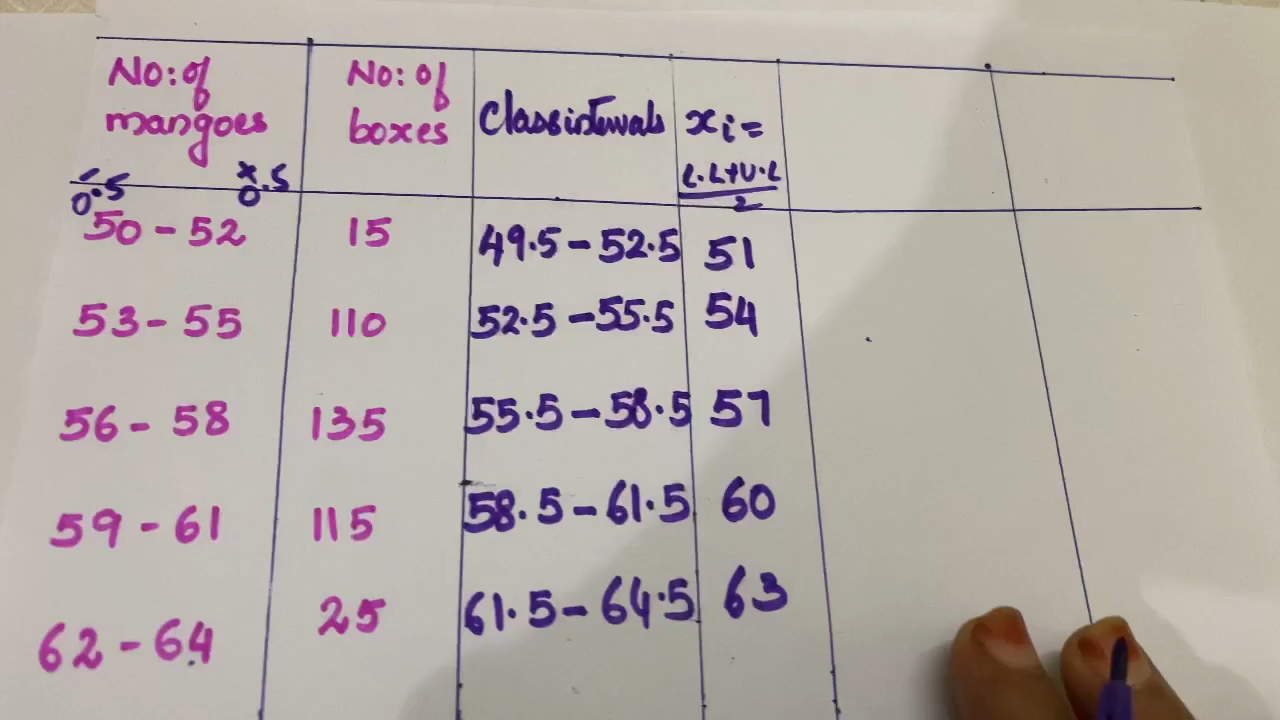 No: of mangoes No: of boxes Classintervals xi = L.L+U.L/2
-0.5 +0.5
50 - 52 15 49.5 - 52.5 51
53 - 55 110 52.5 - 55.5 54
56 - 58 135 55.5 - 58.5 57
59 - 61 115 58.5 - 61.5 60
62 - 64 25 61.5 - 64.5 63